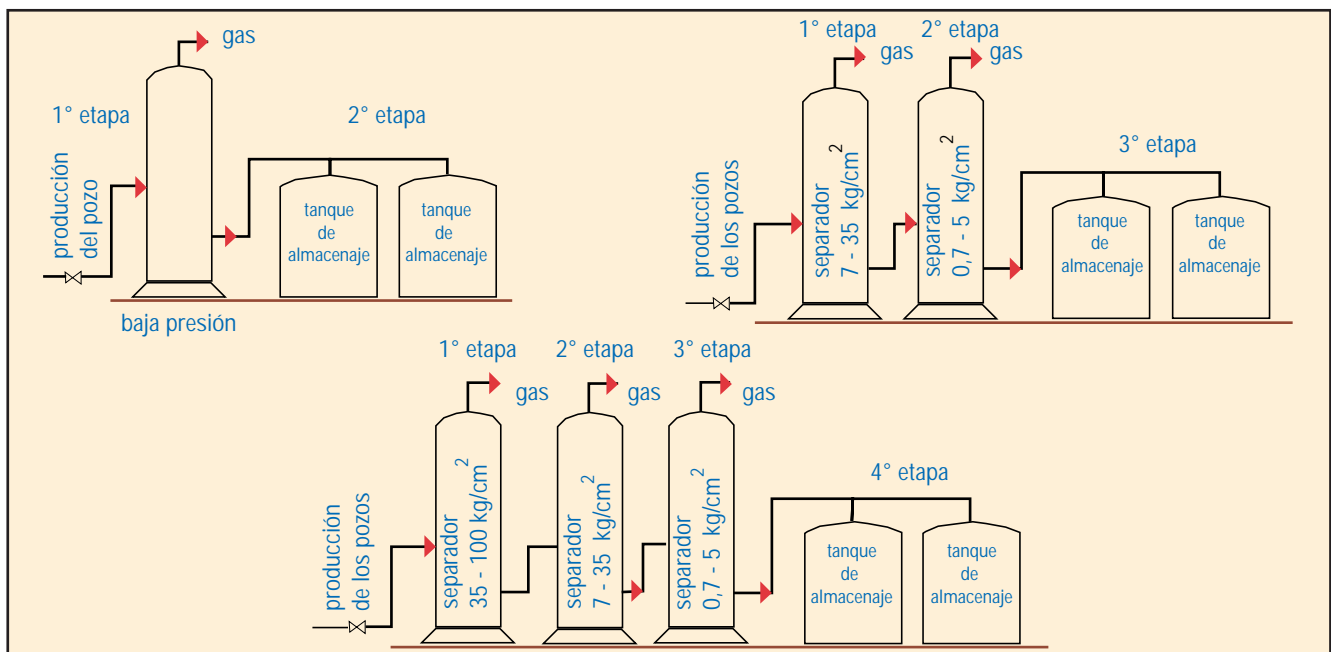 gas
1° etapa
2° etapa
producción
del pozo
tanque
de
almacenaje
tanque
de
almacenaje
baja presión
1° etapa
2° etapa
gas
gas
3° etapa
producción
de los pozos
separador
7 - 35 kg/cm2
separador
0,7 - 5 kg/cm2
tanque
de
almacenaje
tanque
de
almacenaje
1° etapa
2° etapa
3° etapa
gas
gas
gas
4° etapa
producción
de los pozos
separador
35 - 100 kg/cm2
separador
7 - 35 kg/cm2
separador
0,7 - 5 kg/cm2
tanque
de
almacenaje
tanque
de
almacenaje